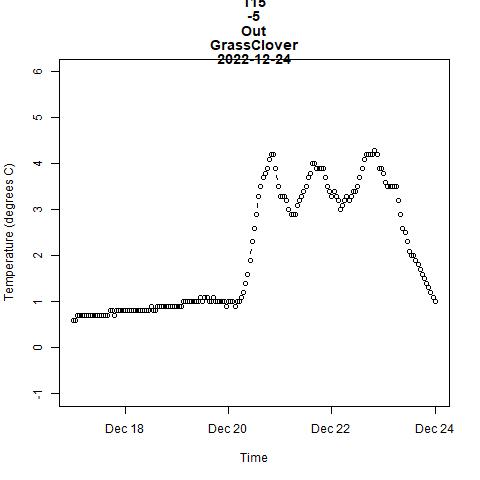 T15
-5
Out
GrassClover
2022-12-24
Temperature (degrees C)
6
5
4
3
2
1
0
-1
Dec 18 Dec 20 Dec 22 Dec 24
Time